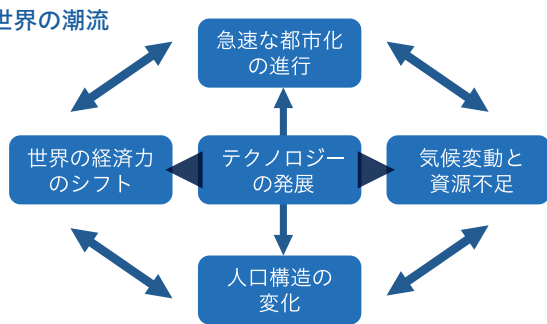 世界の潮流
急速な都市化
の進行
世界の経済力
のシフト
テクノロジー
の発展
気候変動と
資源不足
人口構造の
変化